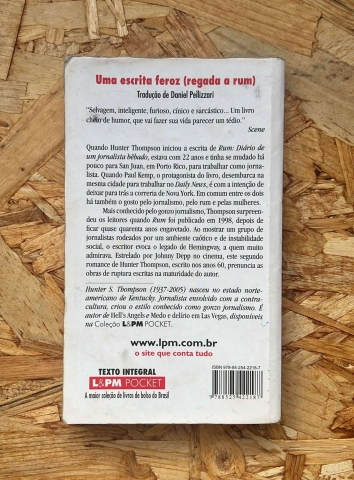 Uma escrita feroz (regada a rum)
Tradução de Daniel Pellizzari
"Selvagem, inteligente, furioso, cínico e sarcástico... Um livro
cheio de humor, que vai fazer sua vida parecer um tédio."
Scene
Quando Hunter Thompson iniciou a escrita de Rum: Diário de
um jornalista bêbado, estava com 22 anos e tinha se mudado há
pouco para San Juan, em Porto Rico, para trabalhar como jorna-
lista. Quando Paul Kemp, o protagonista do livro, desembarca na
mesma cidade para trabalhar no Daily News, é com a intenção de
deixar para trás a correria de Nova York. Em comum entre os dois
há também o gosto pelo jornalismo, pelo rum e pelas mulheres.
Mais conhecido pelo gonzo jornalismo, Thompson surpreen-
deu os leitores quando Rum foi publicado em 1998, depois de
ficar quase quarenta anos engavetado. Ao mostrar um grupo de
jornalistas rodeados por um ambiente caótico e de instabilidade
social, o escritor evoca o legado de Hemingway, a quem muito
admirava. Estrelado por Johnny Depp no cinema, este segundo
romance de Hunter Thompson, escrito nos anos 60, prenuncia as
obras de ruptura escritas na maturidade do autor.
Hunter S. Thompson (1937-2005) nasceu no estado norte-
americano de Kentucky. Jornalista envolvido com a contra-
cultura, criou o estilo conhecido como gonzo jornalismo. É
autor de Hell's Angels e Medo e delírio em Las Vegas, disponíveis
na Coleção L&PM POCKET.
www.lpm.com.br
o site que conta tudo
TEXTO INTEGRAL
L&PM POCKET
A maior coleção de livros de bolso do Brasil
ISBN 978-85-254-2218-7
9 788525 422187